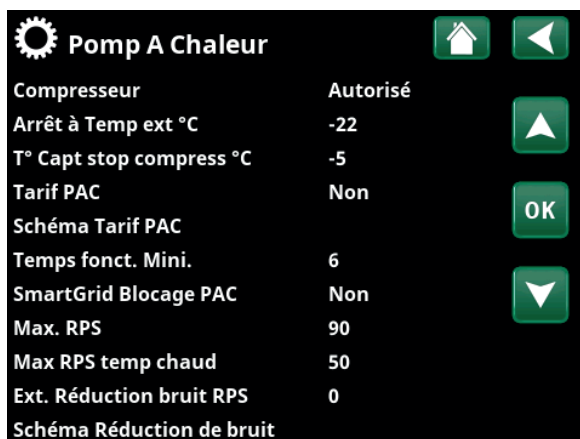 Pomp A Chaleur
Compresseur Autorisé
Arrêt à Temp ext °C -22
T° Capt stop compress °C -5
Tarif PAC Non
Schéma Tarif PAC
OK
Temps fonct. Mini. 6
SmartGrid Blocage PAC Non
Max. RPS 90
Max RPS temp chaud 50
Ext. Réduction bruit RPS 0
Schéma Réduction de bruit